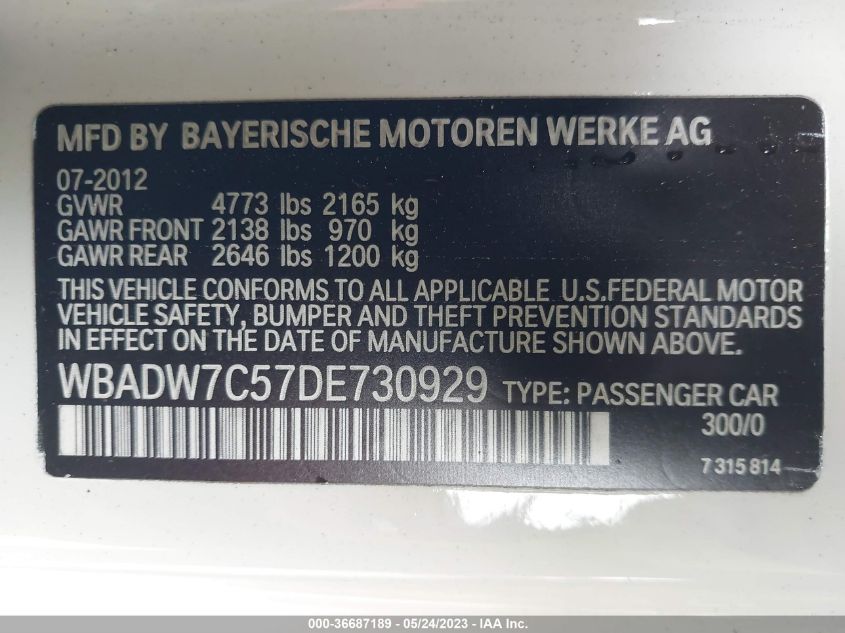 MFD BY BAYERISCHE MOTOREN WERKE AG
07-2012
GVWR 4773 lbs 2165 kg
GAWR FRONT 2138 lbs 970 kg
GAWR REAR 2646 lbs 1200 kg
THIS VEHICLE CONFORMS TO ALL APPLICABLE U.S.FEDERAL MOTOR
VEHICLE SAFETY, BUMPER AND THEFT PREVENTION STANDARDS
IN EFFECT ON THE DATE OF MANUFACTURE SHOWN ABOVE.
WBADW7C57DE730929 TYPE: PASSENGER CAR
300/0
7 315 814
000-36687189 - 05/24/2023 - IAA Inc.